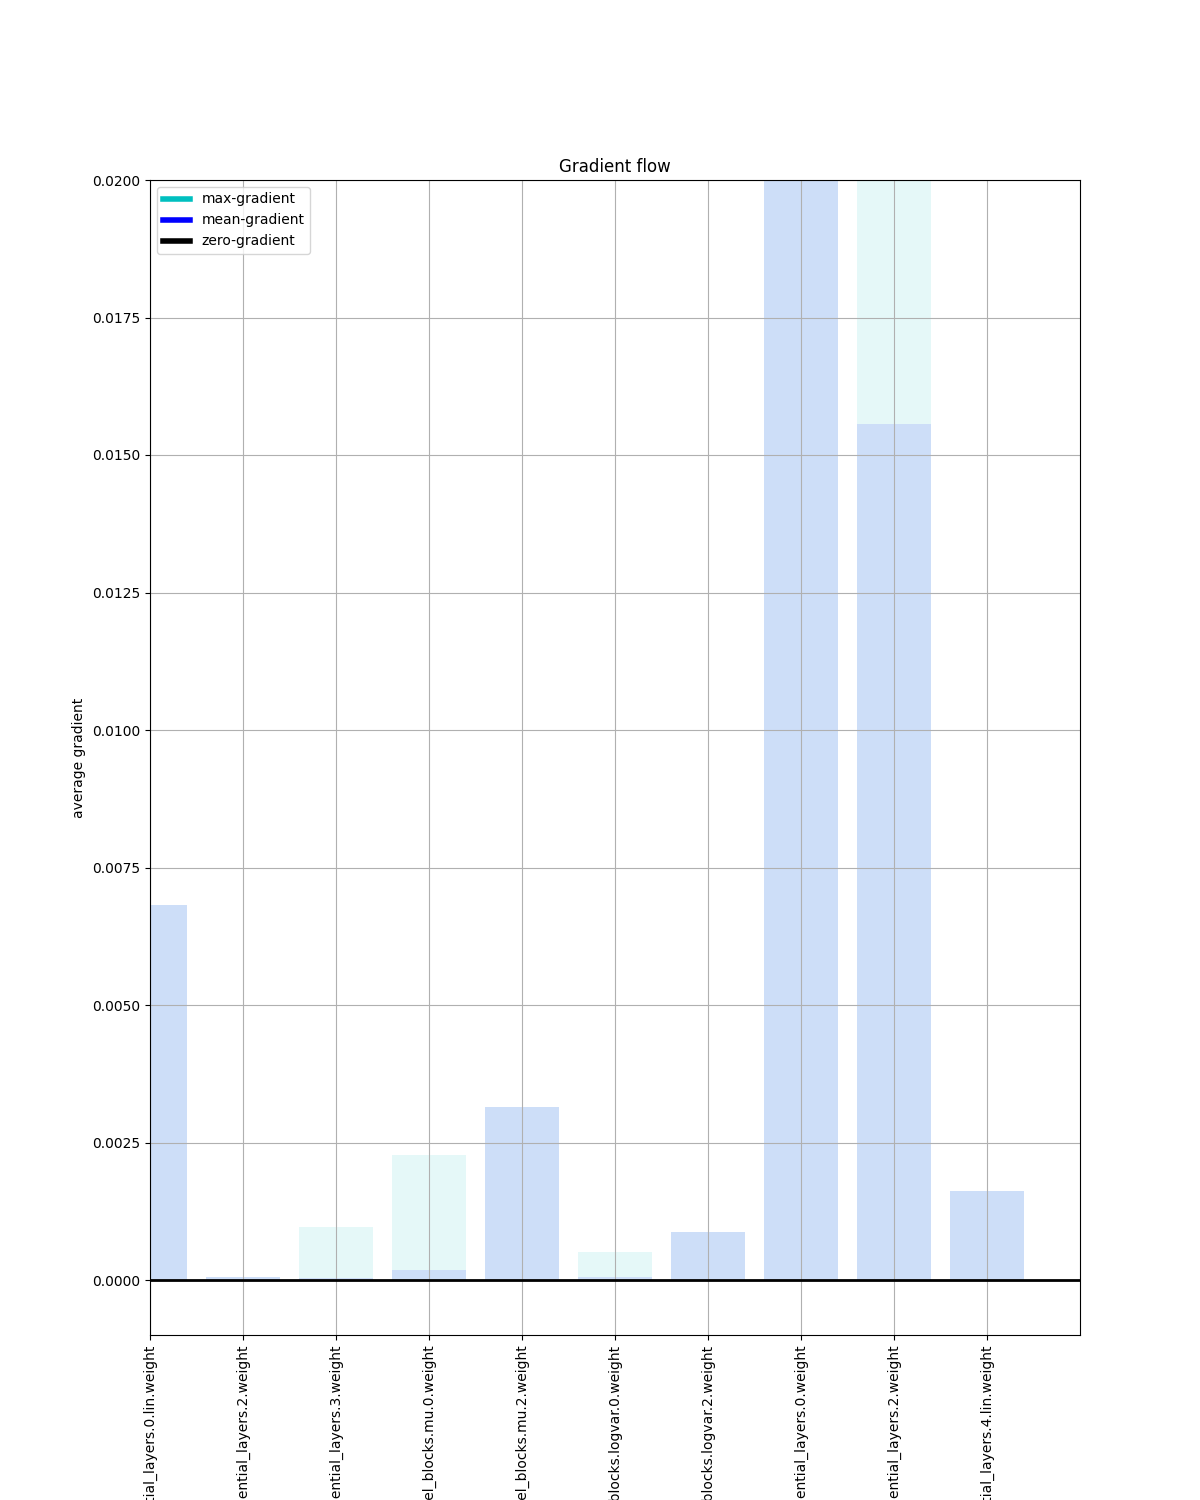 Gradient flow
max-gradient
mean-gradient
zero-gradient
0.0200
0.0175
0.0150
0.0125
0.0100
0.0075
0.0050
0.0025
0.0000
average gradient
tial_layers.0.lin.weight
ential_layers.2.weight
ential_layers.3.weight
el_blocks.mu.0.weight
el_blocks.mu.2.weight
blocks.logvar.0.weight
blocks.logvar.2.weight
ential_layers.0.weight
ential_layers.2.weight
tial_layers.4.lin.weight